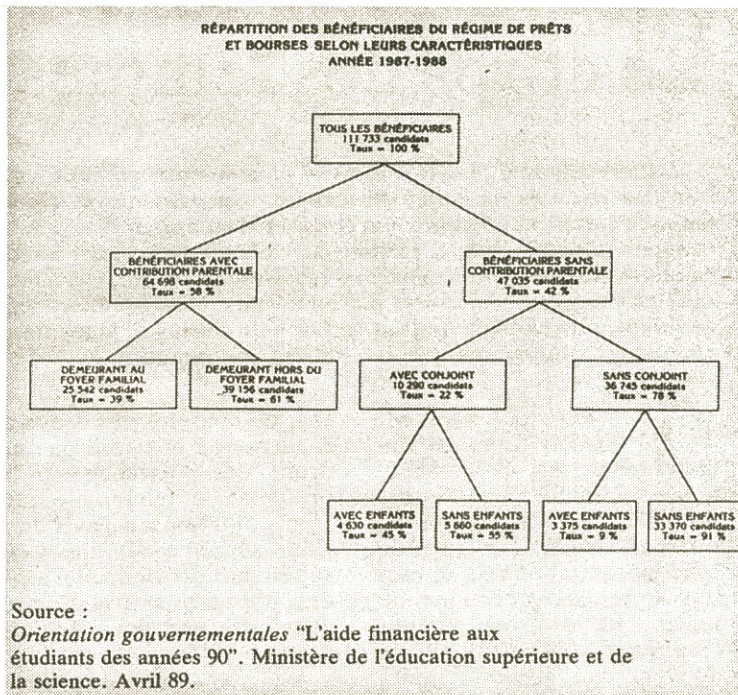 RÉPARTITION DES BÉNÉFICIAIRES DU RÉGIME DE PRÊTS
ET BOURSES SELON LEURS CARACTÉRISTIQUES
ANNÉE 1987-1988
TOUS LES BÉNÉFICIAIRES
111 733 candidats
Taux = 100 %
BÉNÉFICIAIRES AVEC
CONTRIBUTION PARENTALE
64 698 candidats
Taux = 58 %
BÉNÉFICIAIRES SANS
CONTRIBUTION PARENTALE
47 035 candidats
Taux = 42 %
DEMEURANT AU
FOYER FAMILIAL
25 542 candidats
Taux = 39 %
DEMEURANT HORS DU
FOYER FAMILIAL
39 156 candidats
Taux = 61 %
AVEC CONJOINT
10 290 candidats
Taux = 22 %
SANS CONJOINT
36 745 candidats
Taux = 78 %
AVEC ENFANTS
4 630 candidats
Taux = 45 %
SANS ENFANTS
5 660 candidats
Taux = 55 %
AVEC ENFANTS
3 375 candidats
Taux = 9 %
SANS ENFANTS
33 370 candidats
Taux = 91 %
Source :
Orientation gouvernementales "L'aide financière aux
étudiants des années 90". Ministère de l'éducation supérieure et de
la science. Avril 89.